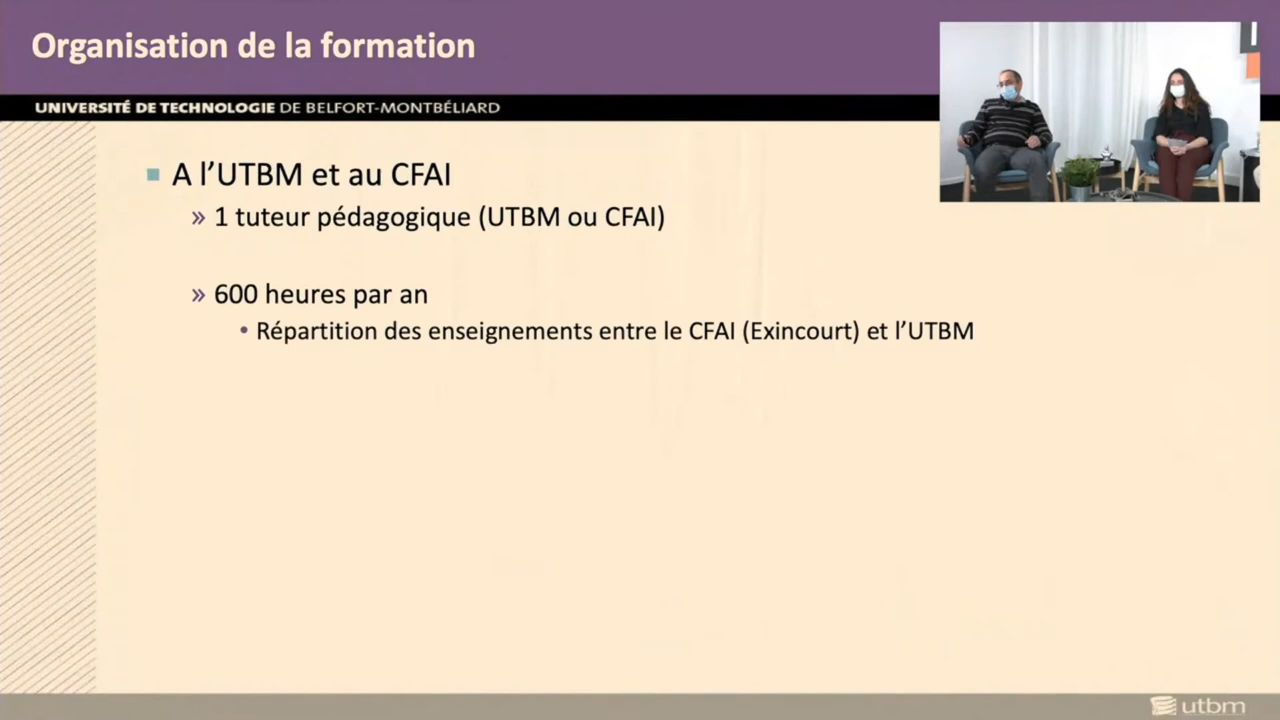 Organisation de la formation
UNIVERSITÉ DE TECHNOLOGIE DE BELFORT-MONTBÉLIARD
A l'UTBM et au CFAI
» 1 tuteur pédagogique (UTBM ou CFAI)
» 600 heures par an
• Répartition des enseignements entre le CFAI (Exincourt) et l'UTBM
utbm